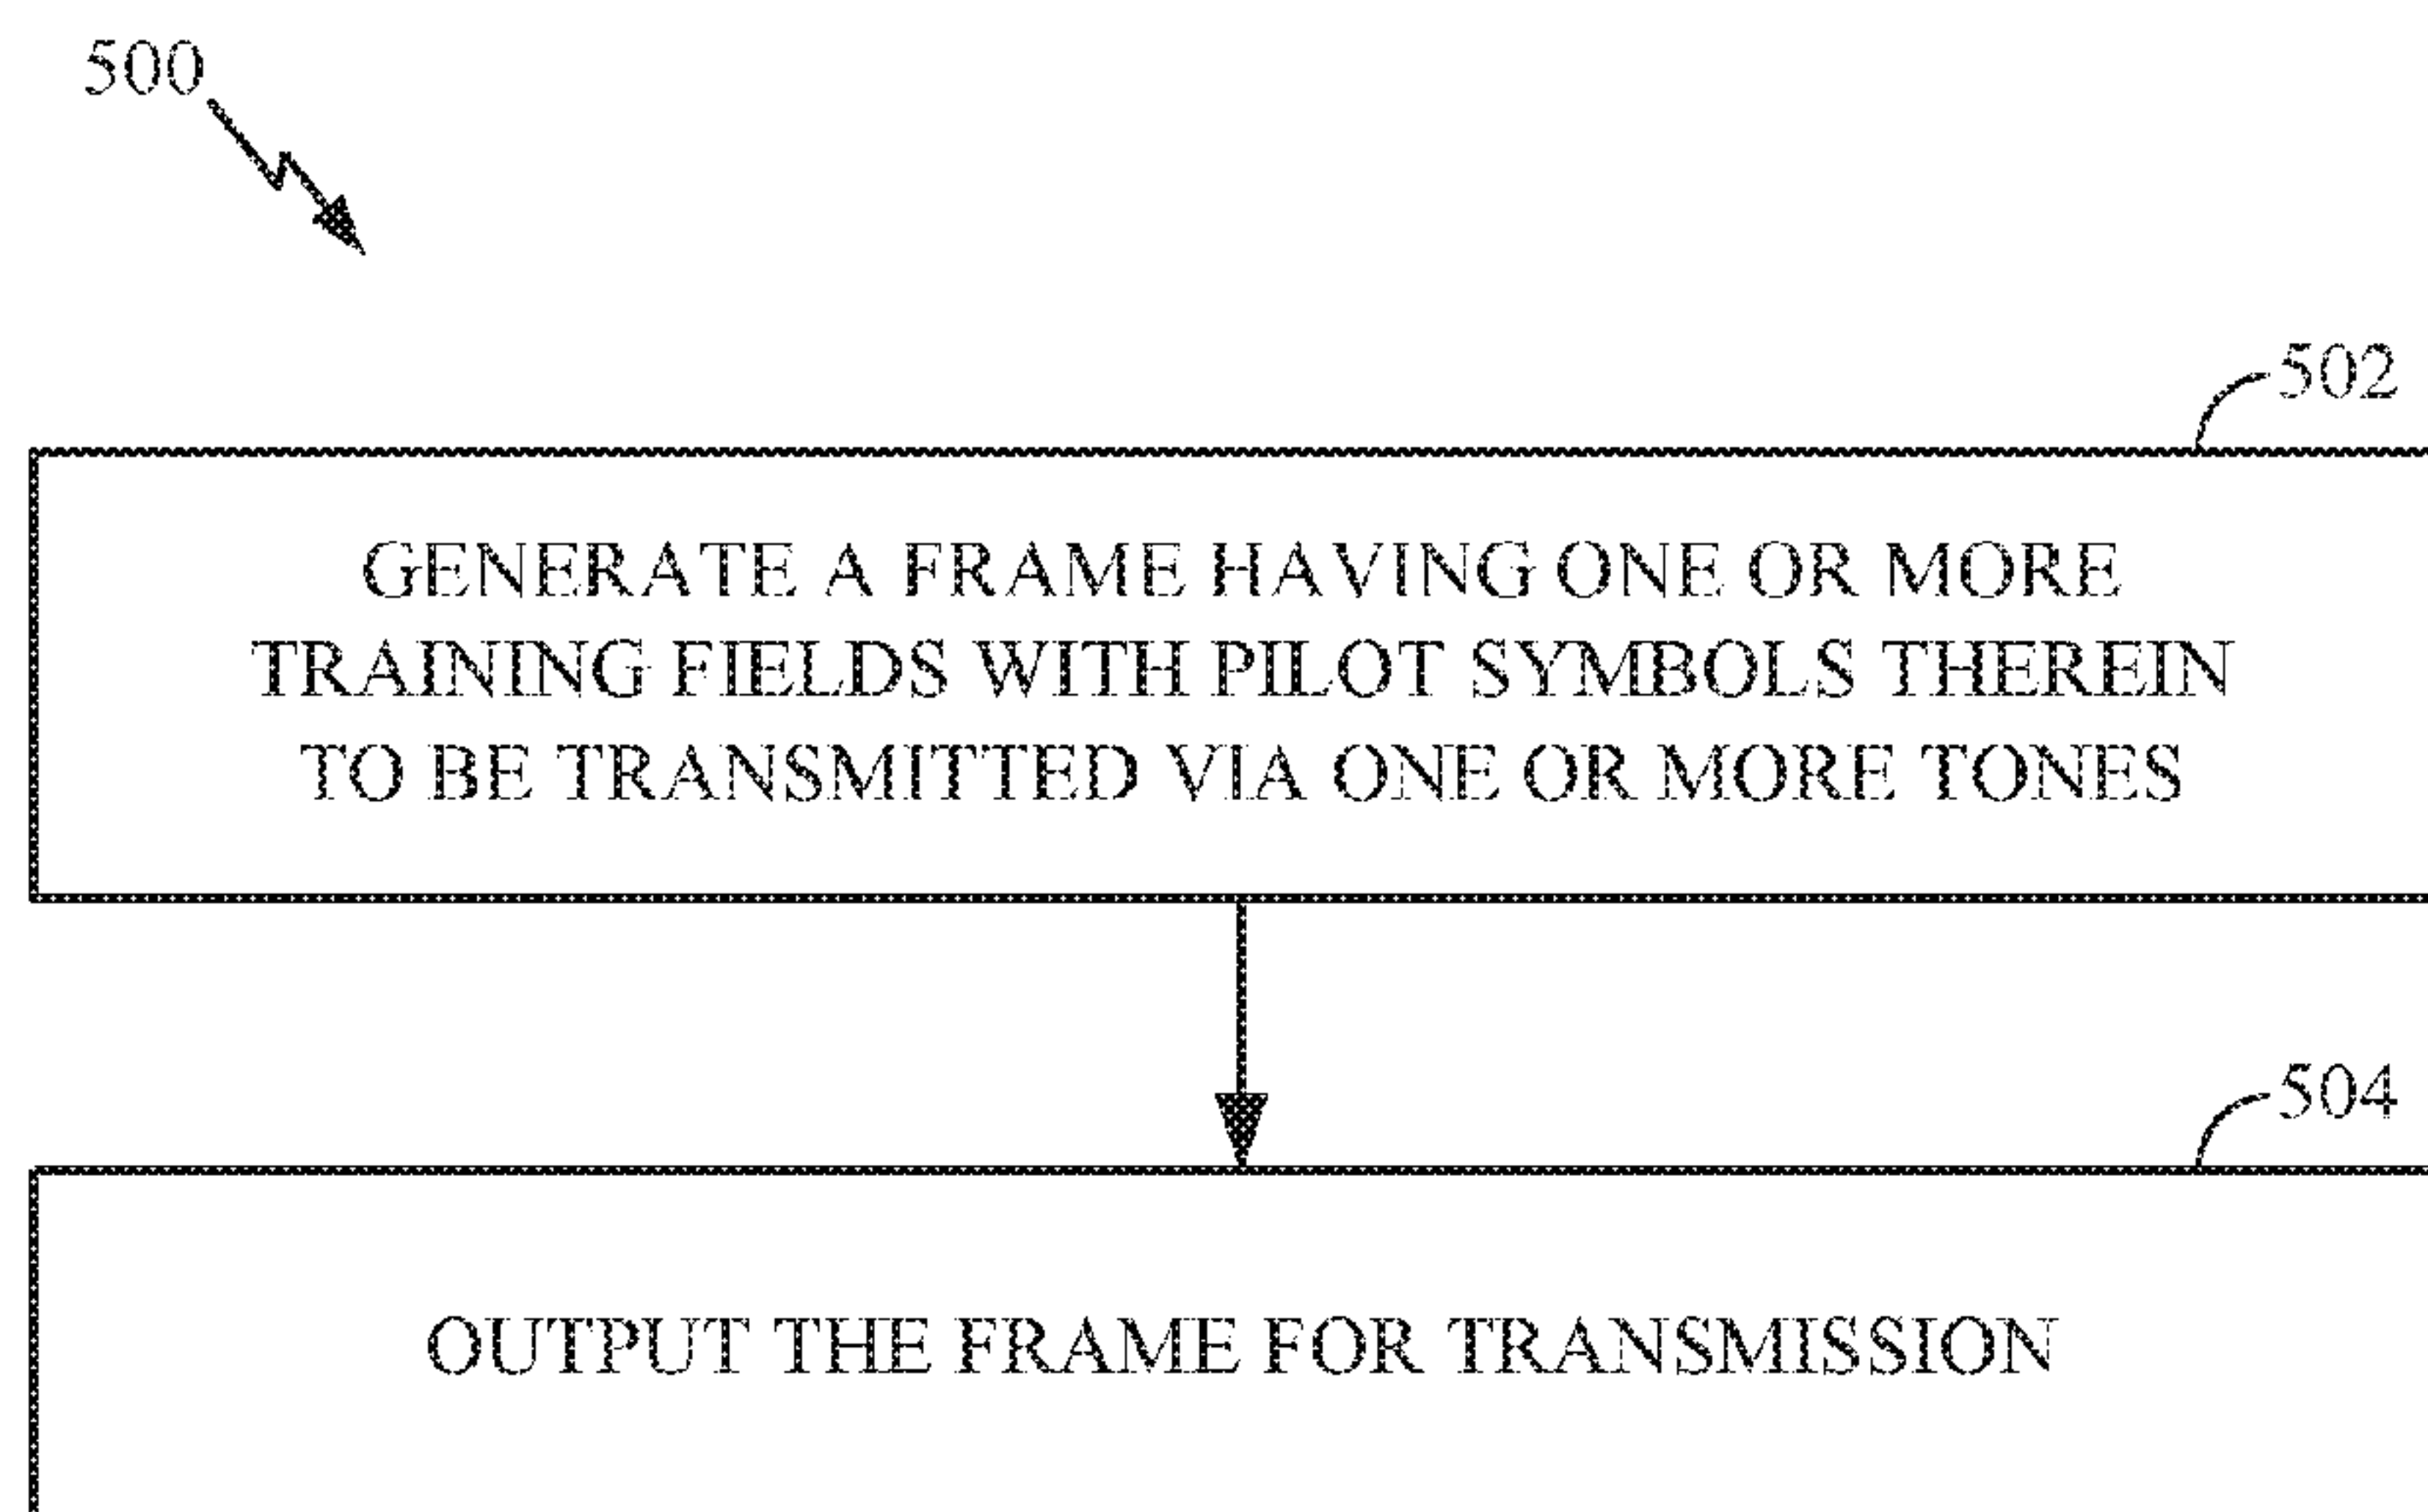 500
502
GENERATE A FRAME HAVING ONE OR MORE
TRAINING FIELDS WITH PILOT SYMBOLS THEREIN
TO BE TRANSMITTED VIA ONE OR MORE TONES
504
OUTPUT THE FRAME FOR TRANSMISSION